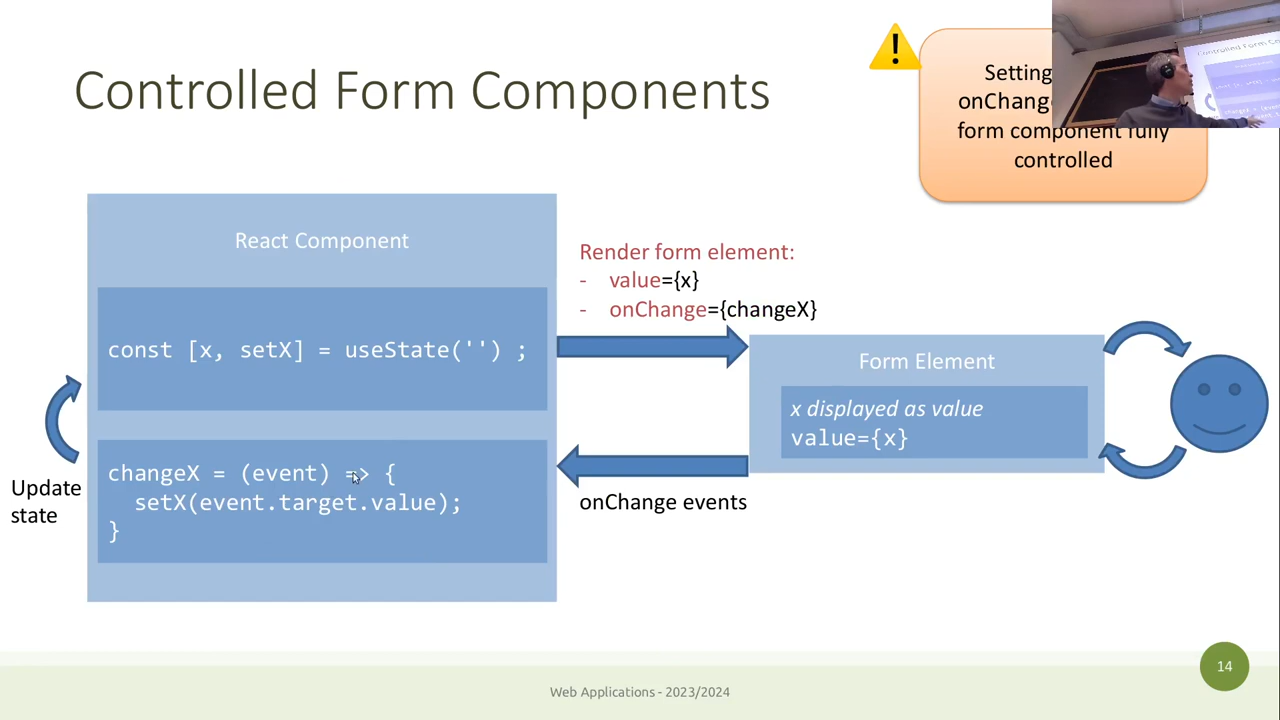 Controlled Form Components
Setting
onChang
form component fully
controlled
React Component
const [x, setX] = useState('') ;
changeX = (event) => {
setX(event.target.value);
}
Update
state
Render form element:
- value={x}
- onChange={changeX}
onChange events
Form Element
x displayed as value
value={x}
14
Web Applications - 2023/2024